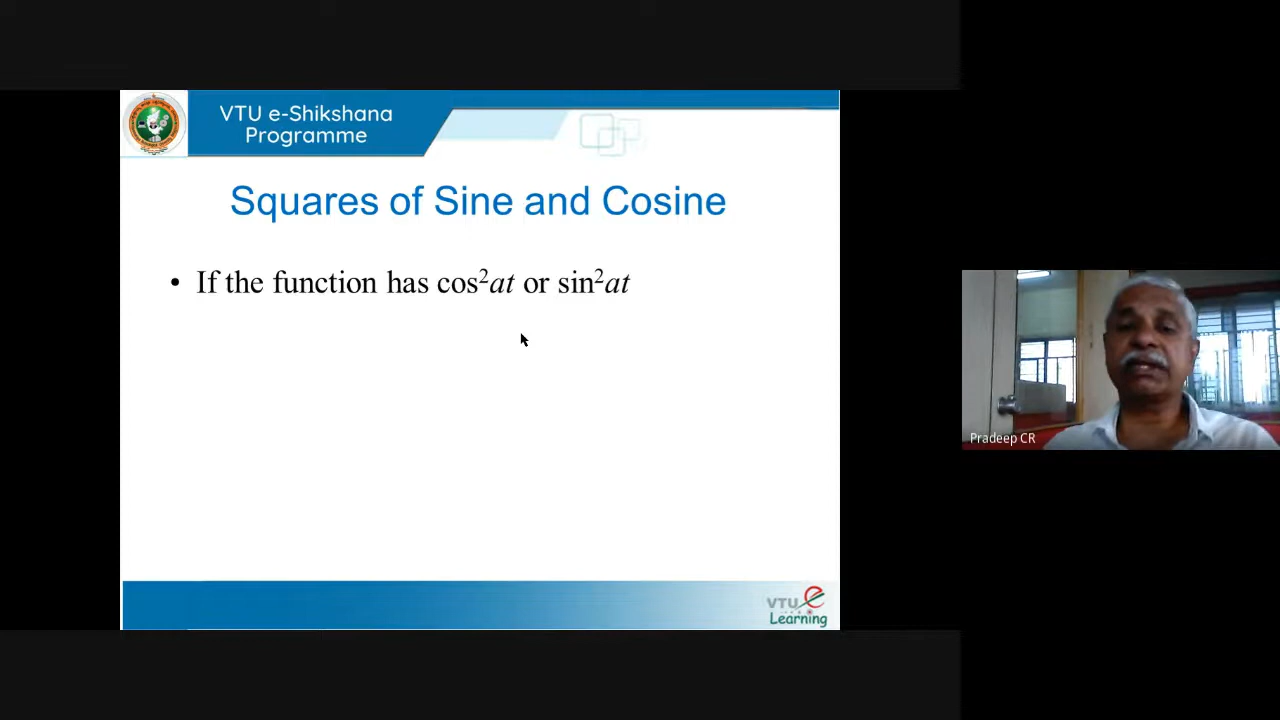 VTU e-Shikshana
Programme
Squares of Sine and Cosine
• If the function has cos²at or sin²at
Pradeep CR
VTU e
Learning